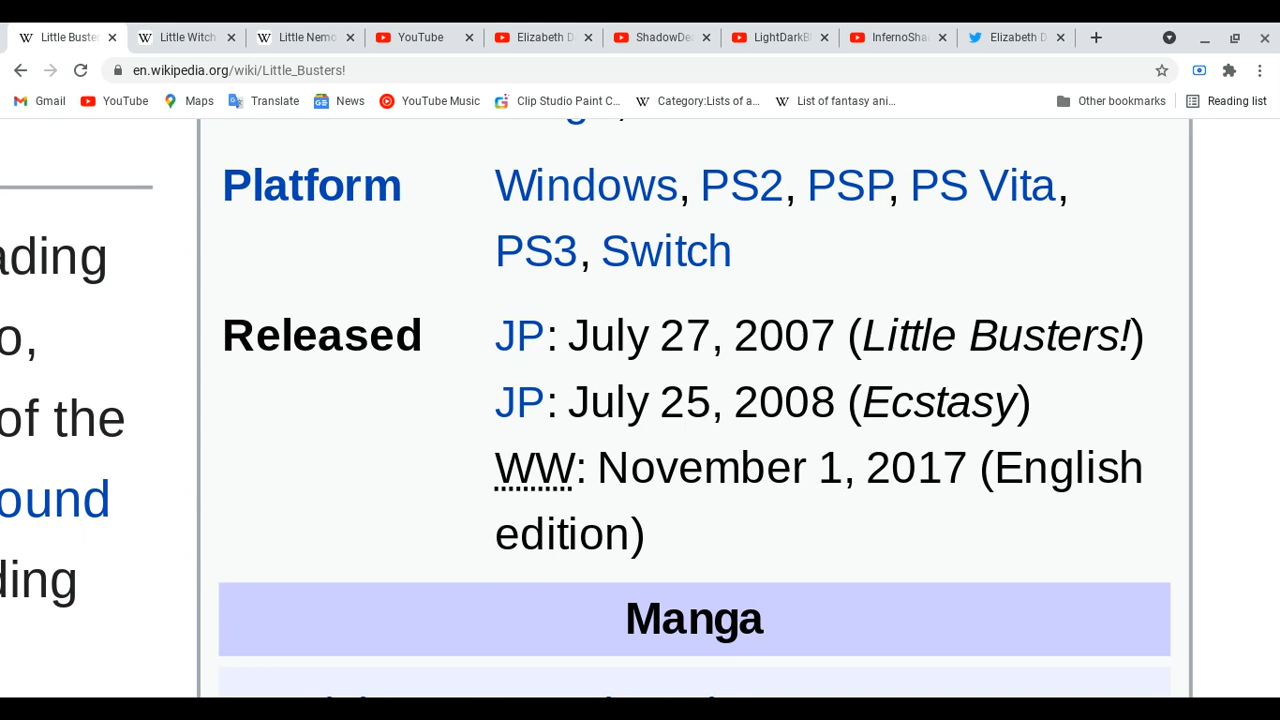 Little Buste
Little Witch
Little Nemo
YouTube
Elizabeth D
ShadowDe
LightDarkB
InfernoSha
Elizabeth D
en.wikipedia.org/wiki/Little_Busters!
Gmail YouTube Maps Translate News YouTube Music Clip Studio Paint C... Category:Lists of a... List of fantasy ani... Other bookmarks Reading list
Platform Windows, PS2, PSP, PS Vita,
PS3, Switch
ading
Released JP: July 27, 2007 (Little Busters!)
o,
JP: July 25, 2008 (Ecstasy)
of the
WW: November 1, 2017 (English
ound
edition)
ding
Manga